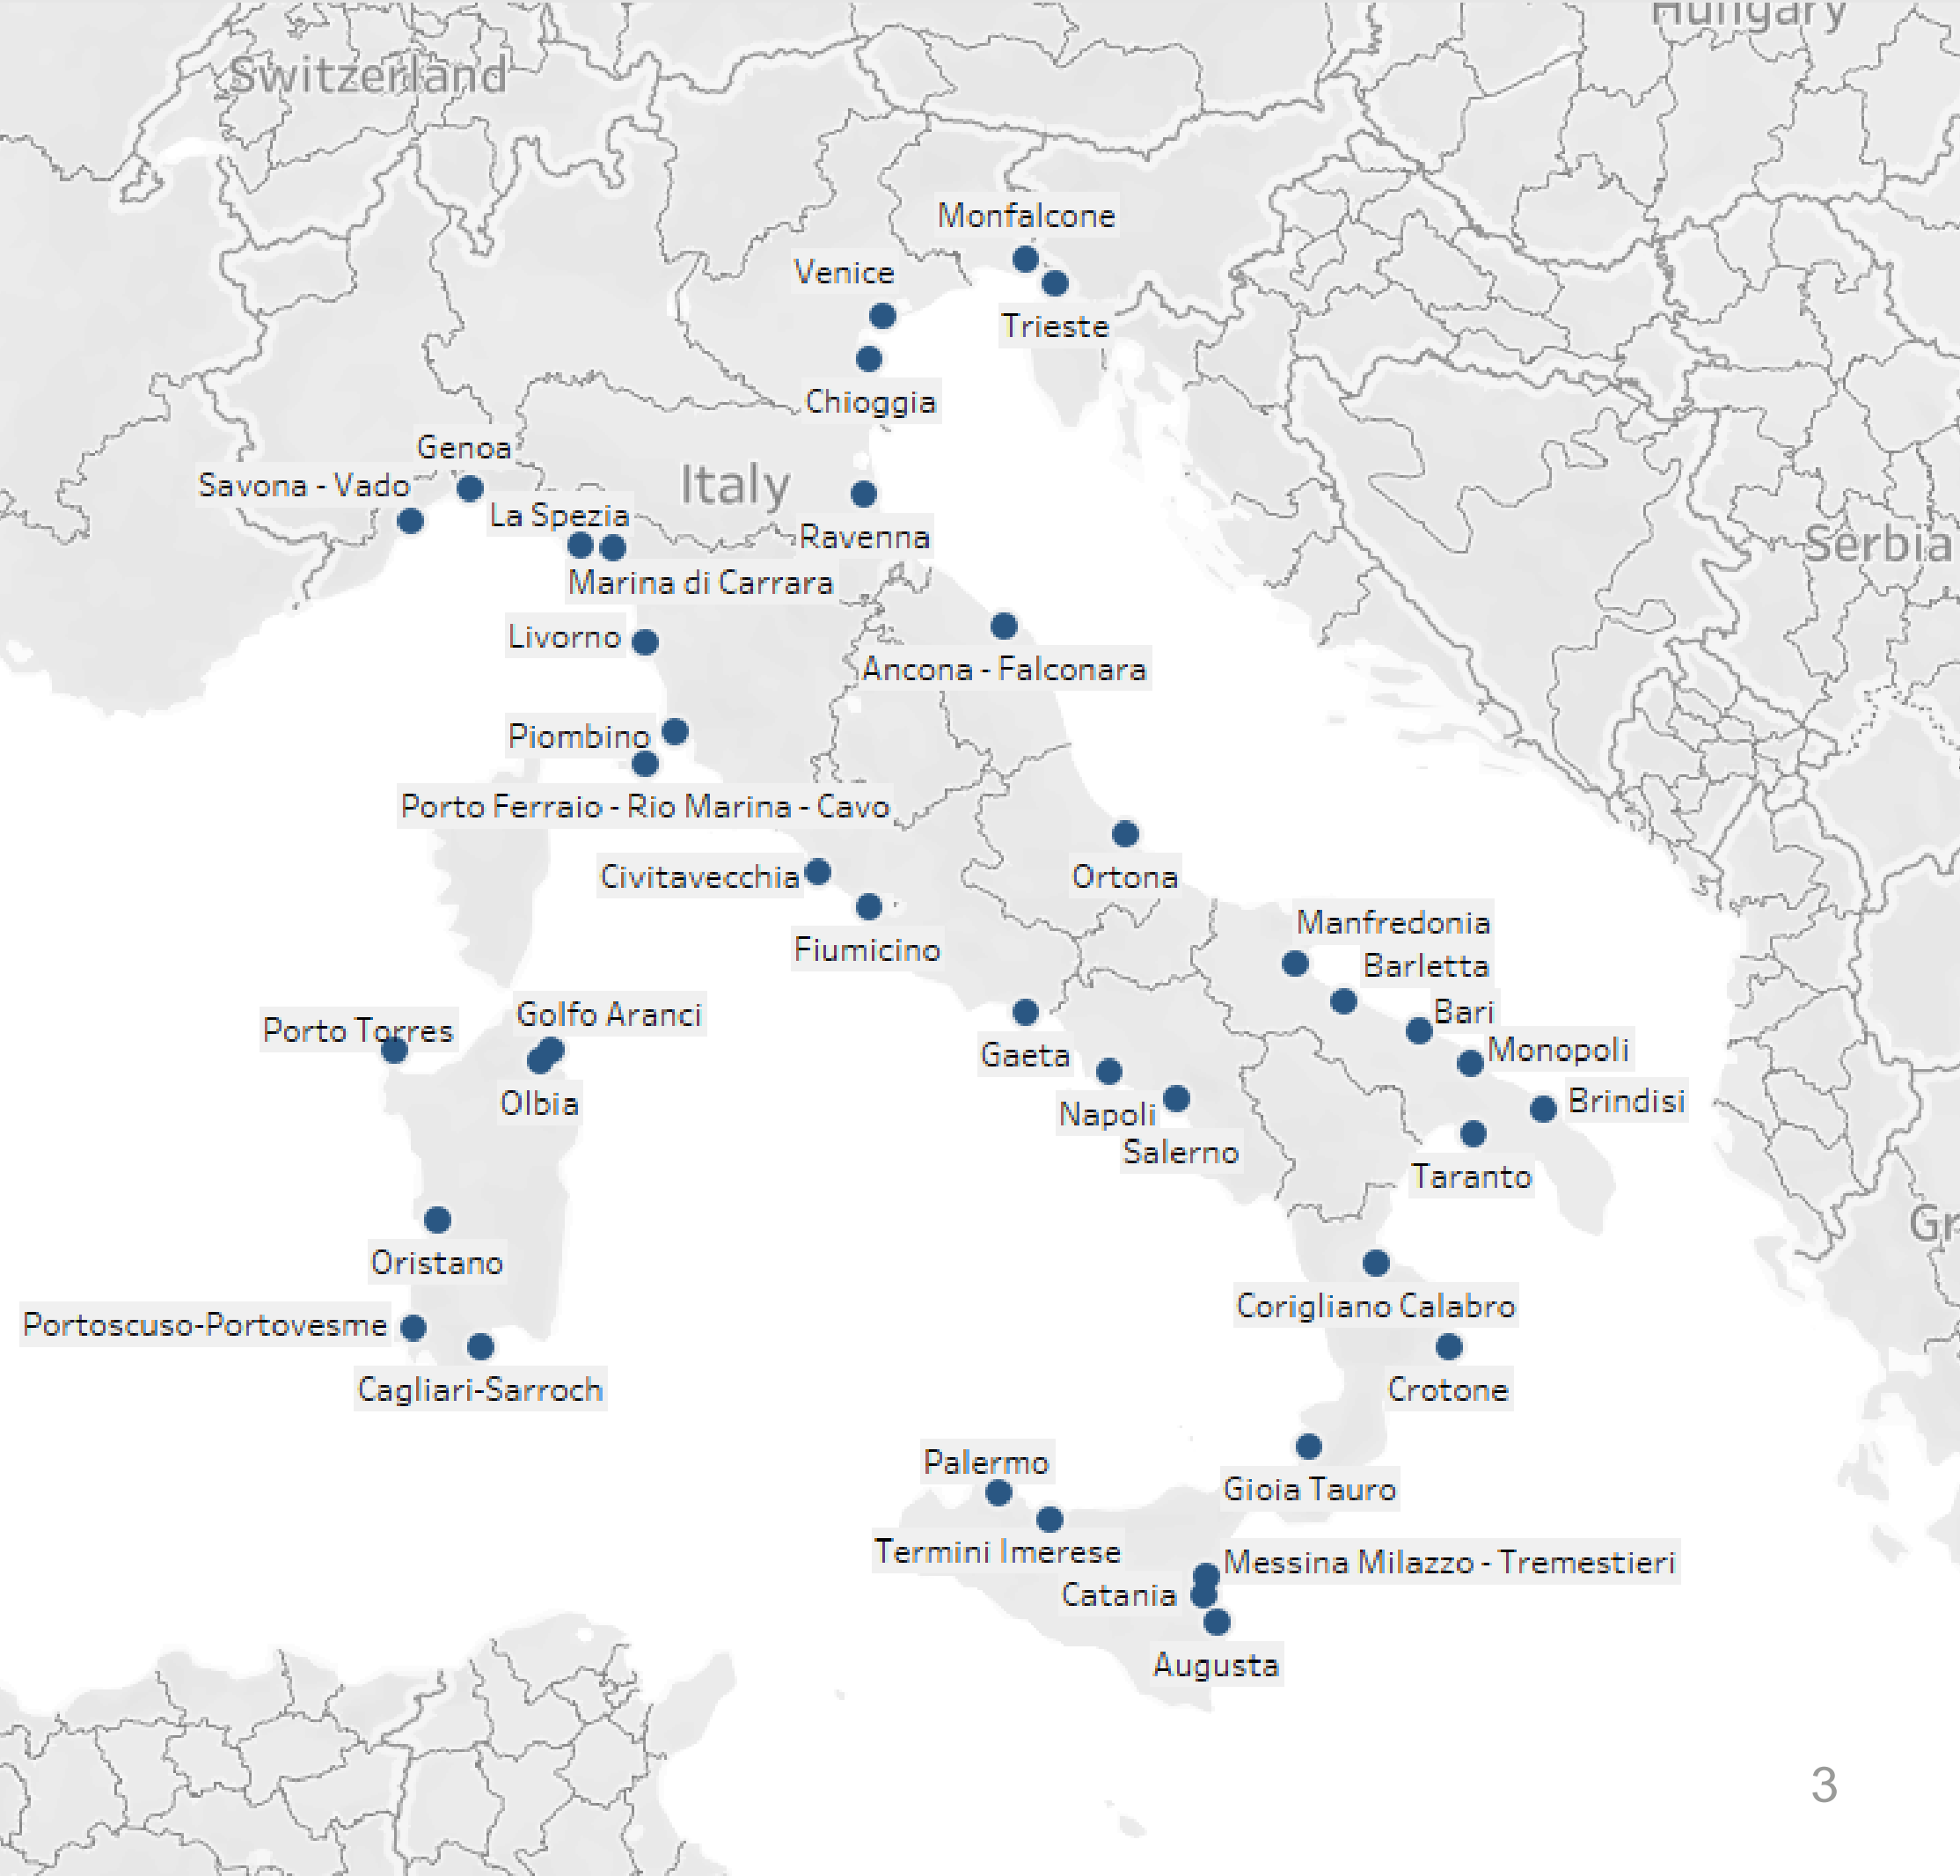 Hungary
Switzerland
Monfalcone
Venice
Trieste
Chioggia
Genoa
Savona - Vado
Italy
La Spezia
Ravenna
Serbia
Marina di Carrara
Livorno
Ancona - Falconara
Piombino
Porto Ferraio - Rio Marina - Cavo
Civitavecchia
Ortona
Manfredonia
Fiumicino
Barletta
Golfo Aranci
Bari
Porto Torres
Gaeta
Monopoli
Olbia
Brindisi
Napoli
Salerno
Taranto
Gr
Oristano
Corigliano Calabro
Portoscuso-Portovesme
Cagliari-Sarroch
Crotone
Palermo
Gioia Tauro
Termini Imerese
Messina Milazzo - Tremestieri
Catania
Augusta
3